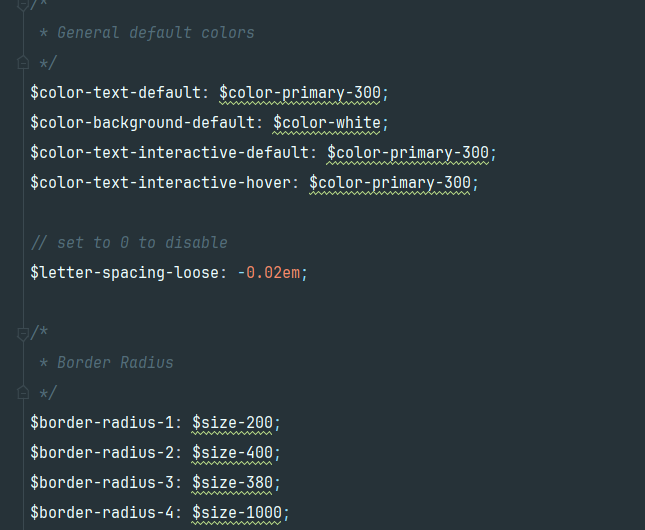 /*
* General default colors
*/
$color-text-default: $color-primary-300;
$color-background-default: $color-white;
$color-text-interactive-default: $color-primary-300;
$color-text-interactive-hover: $color-primary-300;
// set to 0 to disable
$letter-spacing-loose: -0.02em;
/*
* Border Radius
*/
$border-radius-1: $size-200;
$border-radius-2: $size-400;
$border-radius-3: $size-380;
$border-radius-4: $size-1000;